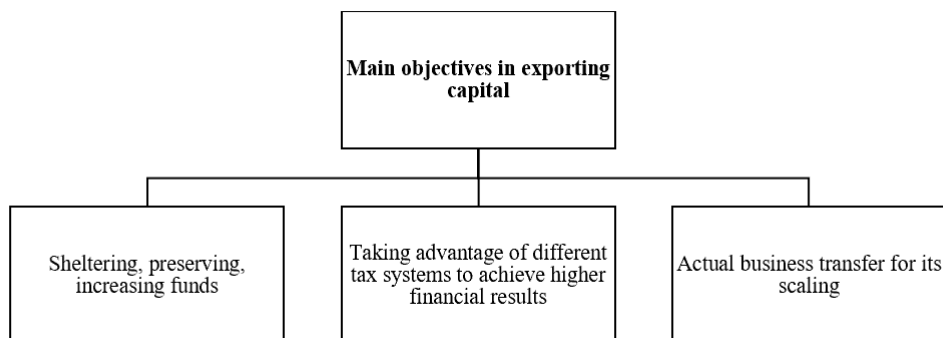 Main objectives in exporting
capital
Sheltering, preserving,
increasing funds
Taking advantage of different
tax systems to achieve higher
financial results
Actual business transfer for its
scaling